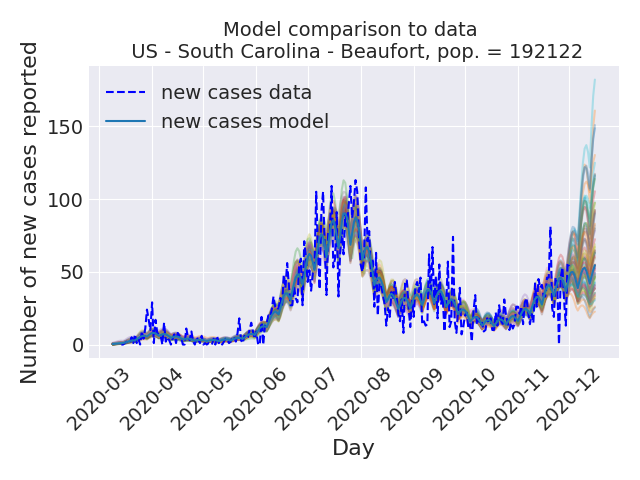 Model comparison to data
US - South Carolina - Beaufort, pop. = 192122
Number of new cases reported
150
100
50
0
new cases data
new cases model
2020-03
2020-04
2020-05
2020-06
2020-07
2020-08
2020-09
2020-10
2020-11
2020-12
Day